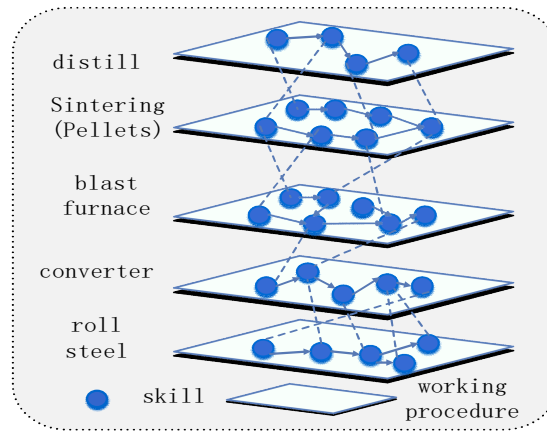 distill
Sintering
(Pellets)
blast
furnace
converter
roll
steel
skill
working
procedure